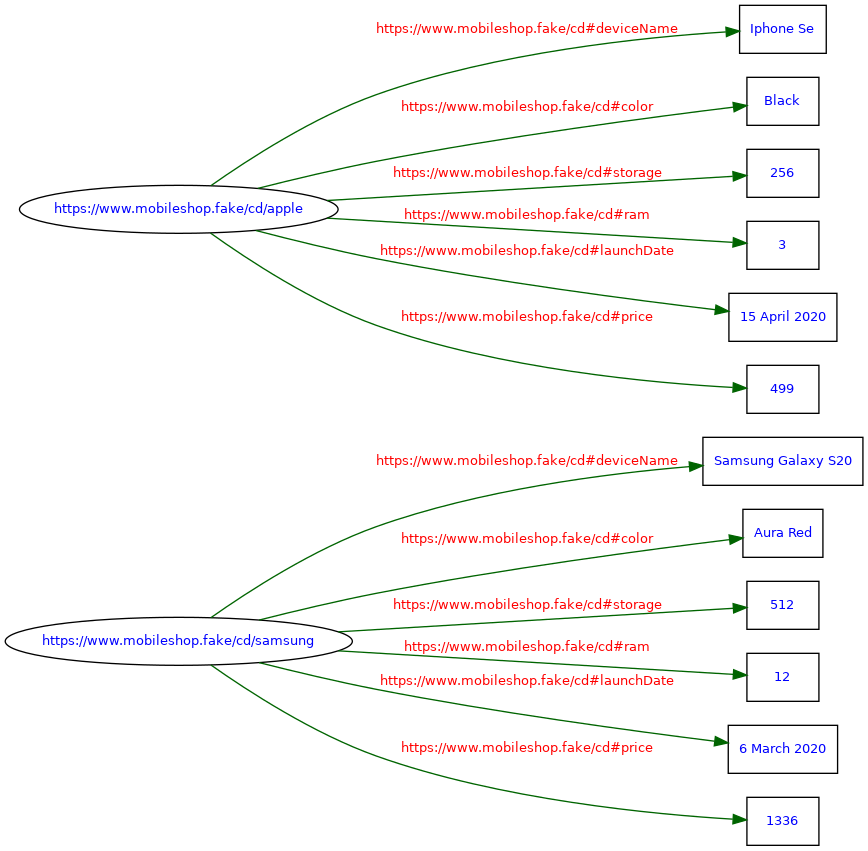 https://www.mobileshop.fake/cd#deviceName
Iphone Se
https://www.mobileshop.fake/cd#color
Black
https://www.mobileshop.fake/cd#storage
256
https://www.mobileshop.fake/cd/apple
https://www.mobileshop.fake/cd#ram
3
https://www.mobileshop.fake/cd#launchDate
15 April 2020
https://www.mobileshop.fake/cd#price
499
https://www.mobileshop.fake/cd#deviceName
Samsung Galaxy S20
https://www.mobileshop.fake/cd#color
Aura Red
https://www.mobileshop.fake/cd#storage
512
https://www.mobileshop.fake/cd/samsung
https://www.mobileshop.fake/cd#ram
12
https://www.mobileshop.fake/cd#launchDate
6 March 2020
https://www.mobileshop.fake/cd#price
1336